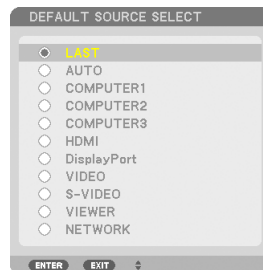 DEFAULT SOURCE SELECT
LAST
AUTO
COMPUTER1
COMPUTER2
COMPUTER3
HDMI
DisplayPort
VIDEO
S-VIDEO
VIEWER
NETWORK
ENTER EXIT